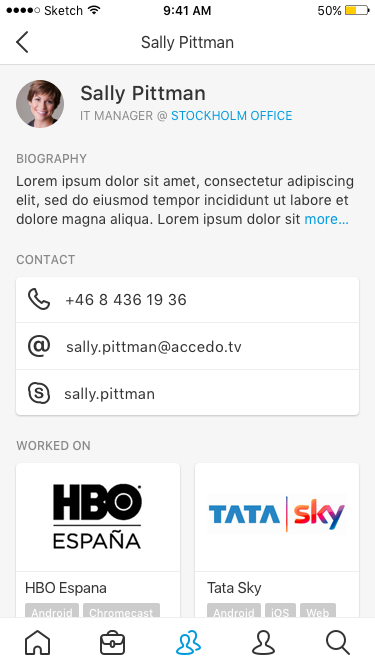 Sketch 9:41 AM 50%
Sally Pittman
Sally Pittman
IT MANAGER @ STOCKHOLM OFFICE
BIOGRAPHY
Lorem ipsum dolor sit amet, consectetur adipiscing
elit, sed do eiusmod tempor incididunt ut labore et
dolore magna aliqua. Lorem ipsum dolor sit more...
CONTACT
+46 8 436 19 36
sally.pittman@accedo.tv
sally.pittman
WORKED ON
HBO
ESPAÑA
TATA sky
HBO Espana
Tata Sky
Android Chromecast
Android iOS Web